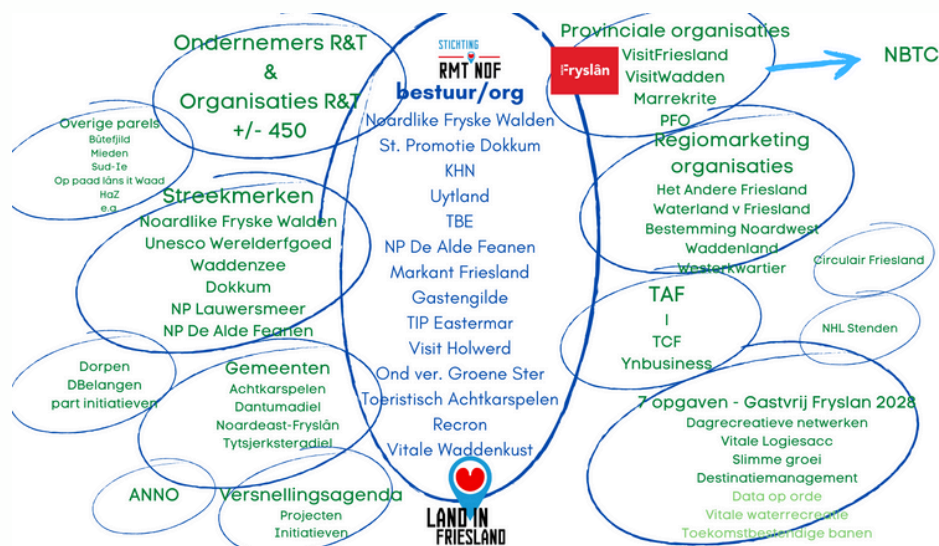 Ondernemers R&T
&
Organisaties R&T
+/- 450
Overige parels
Bûtefjild
Mieden
Sud-Ie
Op paad lâns it Waad
HaZ
e.a
Streekmerken
Noardlike Fryske Walden
Unesco Werelderfgoed
Waddenzee
Dokkum
NP Lauwersmeer
NP De Alde Feanen
Dorpen
DBelangen
part initiatieven
Gemeenten
Achtkarspelen
Dantumadiel
Noardeast-Fryslân
Tytsjerksteradiel
ANNO
Versnellingsagenda
Projecten
Initiatieven
STICHTING
RMT NOF
bestuur/org
Noardlike Fryske Walden
St. Promotie Dokkum
KHN
Uytland
TBE
NP De Alde Feanen
Markant Friesland
Gastengilde
TIP Eastermar
Visit Holwerd
Ond ver. Groene Ster
Toeristisch Achtkarspelen
Recron
Vitale Waddenkust
LAND IN
FRIESLAND
Fryslân
Provinciale organisaties
VisitFriesland
VisitWadden
Marrekrite
PFO
NBTC
Regiomarketing
organisaties
Het Andere Friesland
Waterland v Friesland
Bestemming Noardwest
Waddenland
Westerkwartier
Circulair Friesland
TAF
I
TCF
Ynbusiness
NHL Stenden
7 opgaven - Gastvrij Fryslan 2028
Dagrecreatieve netwerken
Vitale Logiesacc
Slimme groei
Destinatiemanagement
Data op orde
Vitale waterrecreatie
Toekomstbestendige banen